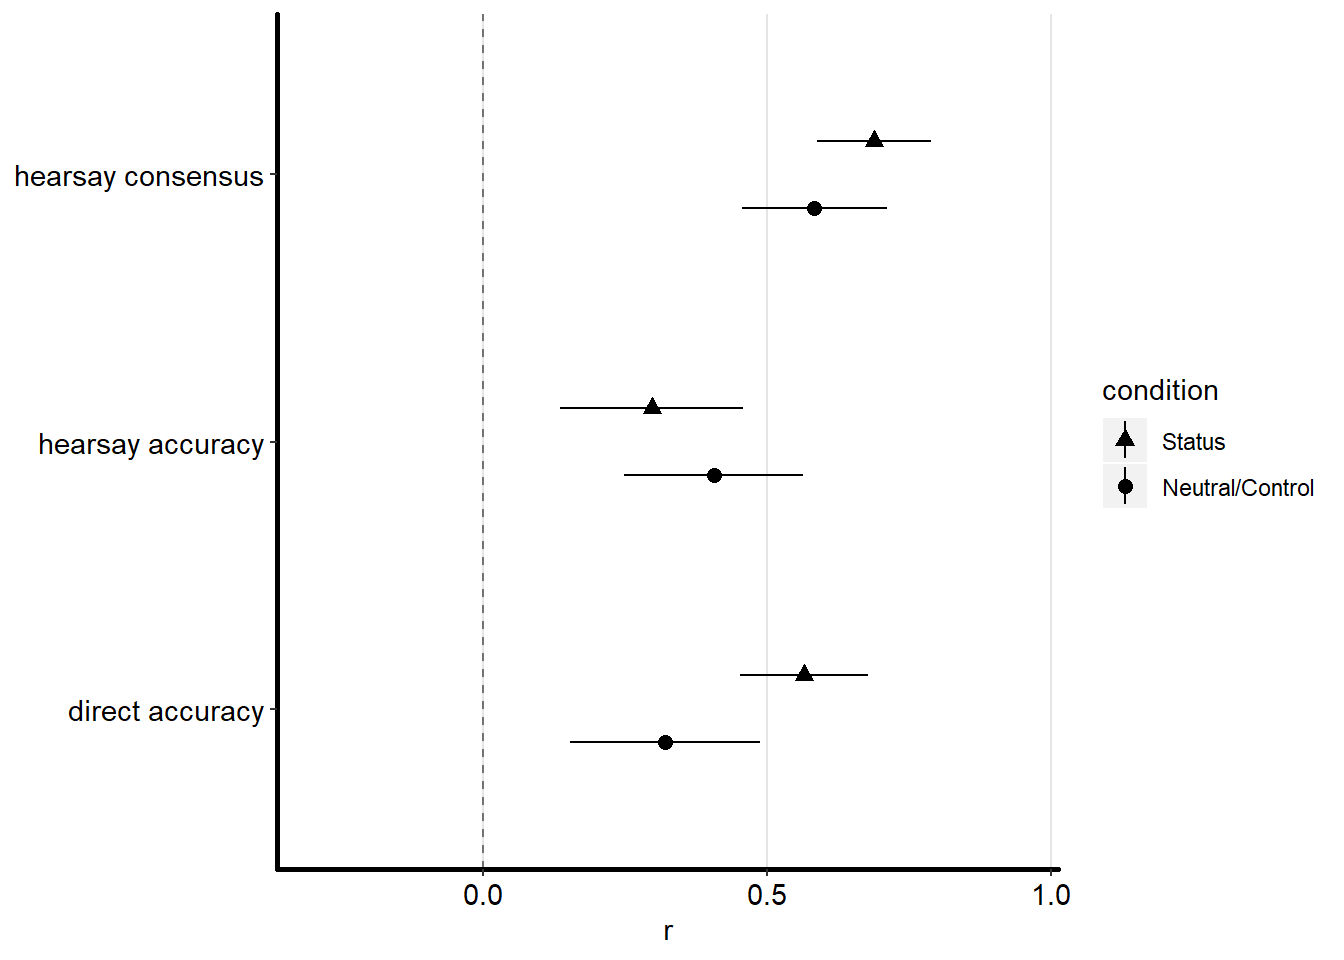 hearsay consensus
hearsay accuracy
direct accuracy
0.0 0.5 1.0
r
condition
Status
Neutral/Control